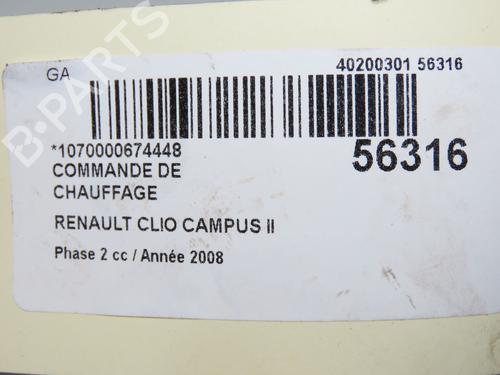 GA
40200301 56316
*1070000674448
56316
COMMANDE DE
CHAUFFAGE
RENAULT CLIO CAMPUS II
Phase 2 cc / Année 2008
B-PARTS